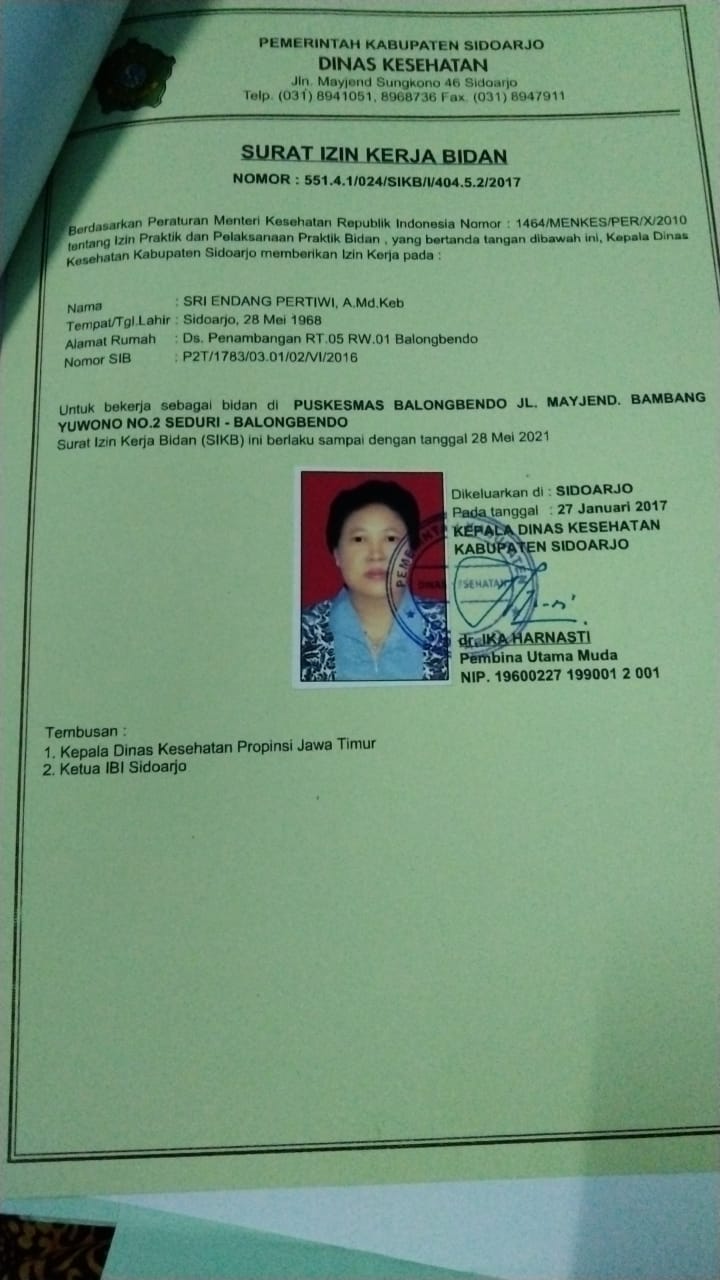 PEMERINTAH KABUPATEN SIDOARJO
DINAS KESEHATAN
Jln. Mayjend Sungkono 46 Sidoarjo
Telp. (031) 8941051, 8968736 Fax. (031) 8947911
SURAT IZIN KERJA BIDAN
NOMOR : 551.4.1/024/SIKB/I/404.5.2/2017
Berdasarkan Peraturan Menteri Kesehatan Republik Indonesia Nomor : 1464/MENKES/PER/X/2010
tentang Izin Praktik dan Pelaksanaan Praktik Bidan , yang bertanda tangan dibawah ini, Kepala Dinas
Kesehatan Kabupaten Sidoarjo memberikan Izin Kerja pada :
Nama : SRI ENDANG PERTIWI, A.Md.Keb
Tempat/Tgl.Lahir : Sidoarjo, 28 Mei 1968
Alamat Rumah : Ds. Penambangan RT.05 RW.01 Balongbendo
Nomor SIB : P2T/1783/03.01/02/VI/2016
Untuk bekerja sebagai bidan di PUSKESMAS BALONGBENDO JL. MAYJEND. BAMBANG
YUWONO NO.2 SEDURI - BALONGBENDO
Surat Izin Kerja Bidan (SIKB) ini berlaku sampai dengan tanggal 28 Mei 2021
Dikeluarkan di : SIDOARJO
Pada tanggal : 27 Januari 2017
KEPALA DINAS KESEHATAN
KABUPATEN SIDOARJO
dr. IKA HARNASTI
Pembina Utama Muda
NIP. 19600227 199001 2 001
Tembusan :
1. Kepala Dinas Kesehatan Propinsi Jawa Timur
2. Ketua IBI Sidoarjo